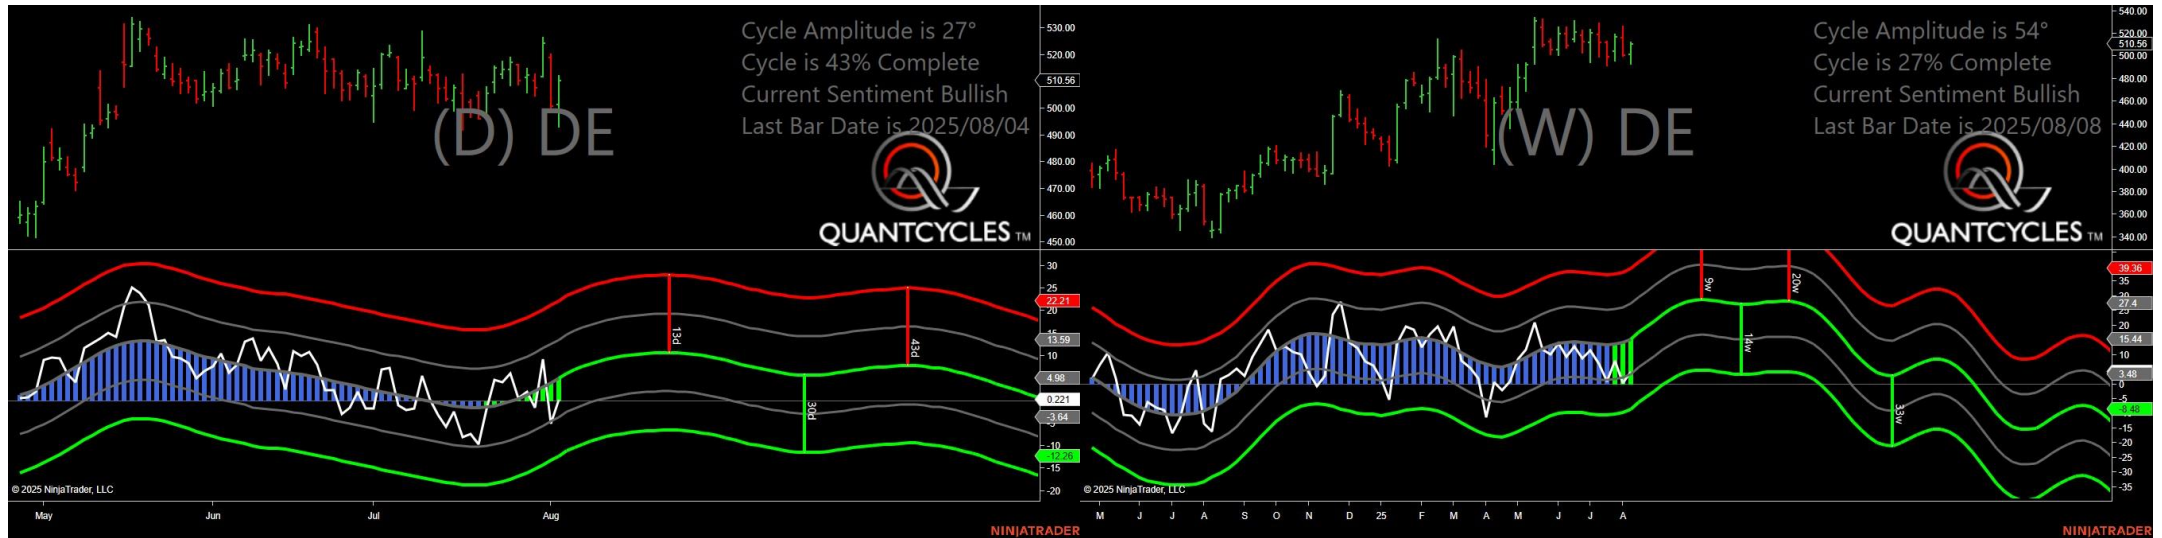 Cycle Amplitude is 27°
Cycle is 43% Complete
Current Sentiment Bullish
Last Bar Date is 2025/08/04
(D) DE
QUANTCYCLES TM
530.00
520.00
510.56
500.00
490.00
480.00
470.00
460.00
450.00
30
25
22.21
20
13.59
10
4.98
0.221
-3.64
-10
-12.26
-15
-20
13d
30d
43d
© 2025 NinjaTrader, LLC
May Jun Jul Aug
NINJATRADER
Cycle Amplitude is 54°
Cycle is 27% Complete
Current Sentiment Bullish
Last Bar Date is 2025/08/08
(W) DE
QUANTCYCLES TM
540.00
520.00
510.56
500.00
480.00
460.00
440.00
420.00
400.00
380.00
360.00
340.00
39.36
35
27.4
25
20
15.44
10
3.48
0
-5
-8.48
-15
-20
-25
-30
-35
9w
14w
20w
33w
© 2025 NinjaTrader, LLC
M J J A S O N D 25 F M A M J J A
NINJATRADER